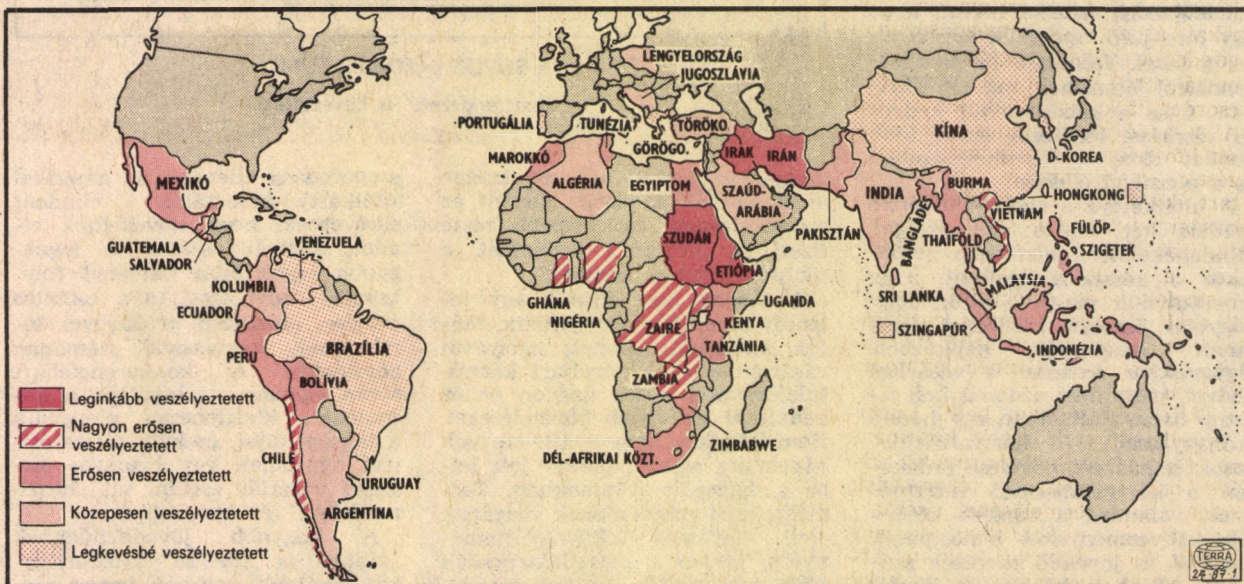 LENGYELORSZÁG
JUGOSZLÁVIA
PORTUGÁLIA
TUNÉZIA
TÖRÖKO.
GÖRÖGO.
MAROKKÓ
ALGÉRIA
EGYIPTOM
IRAK
IRÁN
SZAÚD-
ARÁBIA
KÍNA
D-KOREA
MEXIKÓ
INDIA
BURMA
HONGKONG
BANGLADES
VIETNAM
PAKISZTÁN
THAIFÖLD
FÜLÖP-
SZIGETEK
SZUDÁN
ETIÓPIA
GUATEMALA
SALVADOR
VENEZUELA
KOLUMBIA
ECUADOR
GHÁNA
NIGÉRIA
UGANDA
ZAIRE
KENYA
TANZÁNIA
SRI LANKA
MALAYSIA
SZINGAPÚR
INDONÉZIA
PERU
BRAZÍLIA
BOLÍVIA
ZAMBIA
ZIMBABWE
DÉL-AFRIKAI KÖZT.
CHILE
URUGUAY
ARGENTÍNA
Leginkább veszélyeztetett
Nagyon erősen
veszélyeztetett
Erősen veszélyeztetett
Közepesen veszélyeztetett
Legkevésbé veszélyeztetett
TERRA
24-87-1